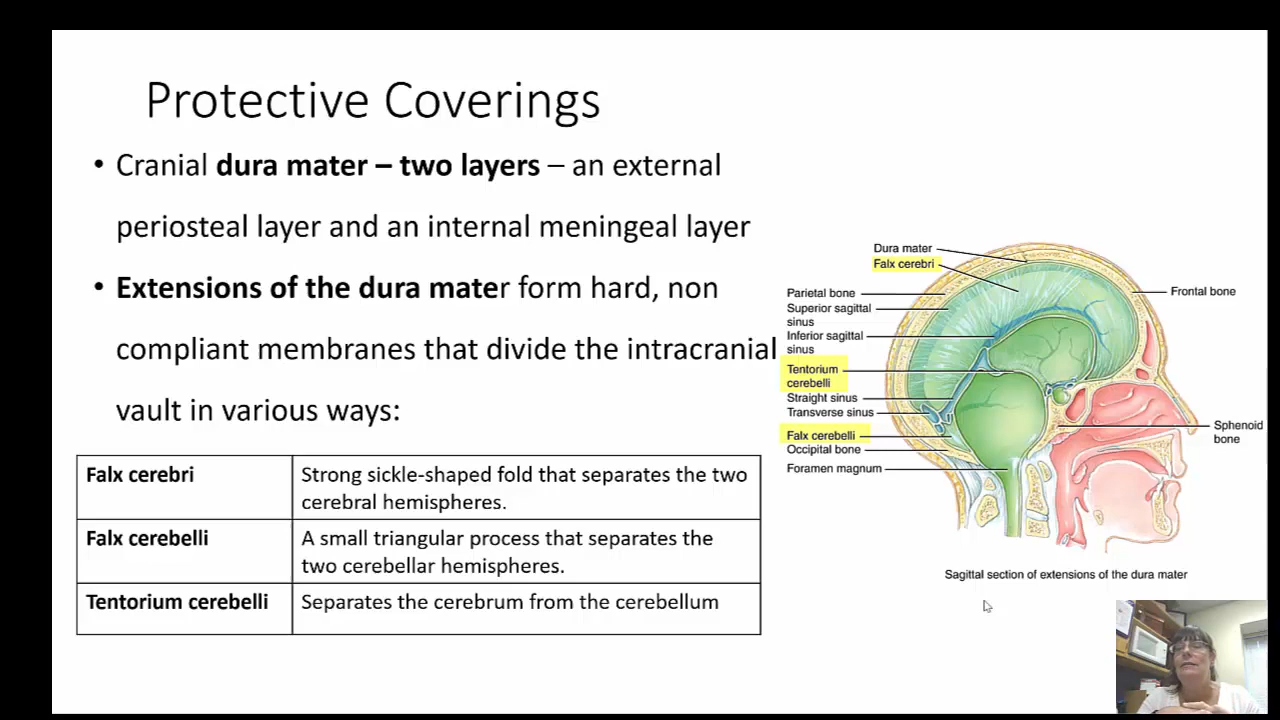 Protective Coverings
• Cranial dura mater – two layers – an external
periosteal layer and an internal meningeal layer
• Extensions of the dura mater form hard, non
compliant membranes that divide the intracranial
vault in various ways:
Falx cerebri
Strong sickle-shaped fold that separates the two
cerebral hemispheres.
Falx cerebelli
A small triangular process that separates the
two cerebellar hemispheres.
Tentorium cerebelli
Separates the cerebrum from the cerebellum
Dura mater
Falx cerebri
Parietal bone
Superior sagittal
sinus
Inferior sagittal
sinus
Tentorium
cerebelli
Straight sinus
Transverse sinus
Falx cerebelli
Occipital bone
Foramen magnum
Frontal bone
Sphenoid
bone
Sagittal section of extensions of the dura mater